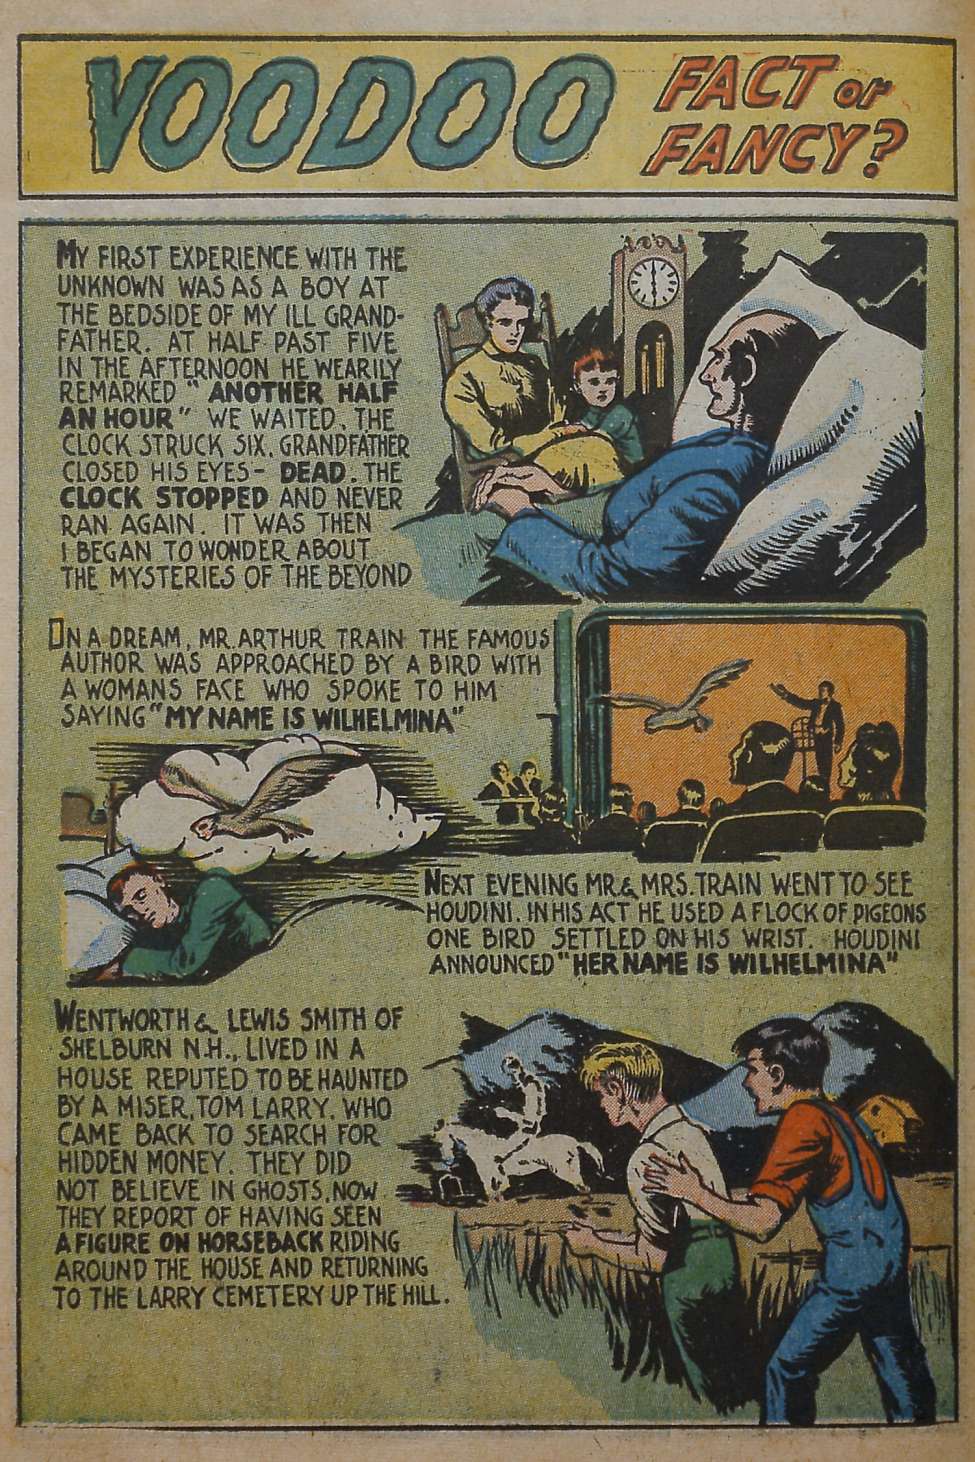 VOODOO
FACT or
FANCY?
MY FIRST EXPERIENCE WITH THE
UNKNOWN WAS AS A BOY AT
THE BEDSIDE OF MY ILL GRAND-
FATHER. AT HALF PAST FIVE
IN THE AFTERNOON HE WEARILY
REMARKED "ANOTHER HALF
AN HOUR" WE WAITED. THE
CLOCK STRUCK SIX. GRANDFATHER
CLOSED HIS EYES - DEAD. THE
CLOCK STOPPED AND NEVER
RAN AGAIN. IT WAS THEN
I BEGAN TO WONDER ABOUT
THE MYSTERIES OF THE BEYOND
IN A DREAM, MR. ARTHUR TRAIN THE FAMOUS
AUTHOR WAS APPROACHED BY A BIRD WITH
A WOMANS FACE WHO SPOKE TO HIM
SAYING "MY NAME IS WILHELMINA"
NEXT EVENING MR & MRS. TRAIN WENT TO SEE
HOUDINI. IN HIS ACT HE USED A FLOCK OF PIGEONS
ONE BIRD SETTLED ON HIS WRIST. HOUDINI
ANNOUNCED "HER NAME IS WILHELMINA"
WENTWORTH & LEWIS SMITH OF
SHELBURN N.H., LIVED IN A
HOUSE REPUTED TO BE HAUNTED
BY A MISER, TOM LARRY. WHO
CAME BACK TO SEARCH FOR
HIDDEN MONEY. THEY DID
NOT BELIEVE IN GHOSTS. NOW
THEY REPORT OF HAVING SEEN
A FIGURE ON HORSEBACK RIDING
AROUND THE HOUSE AND RETURNING
TO THE LARRY CEMETERY UP THE HILL.